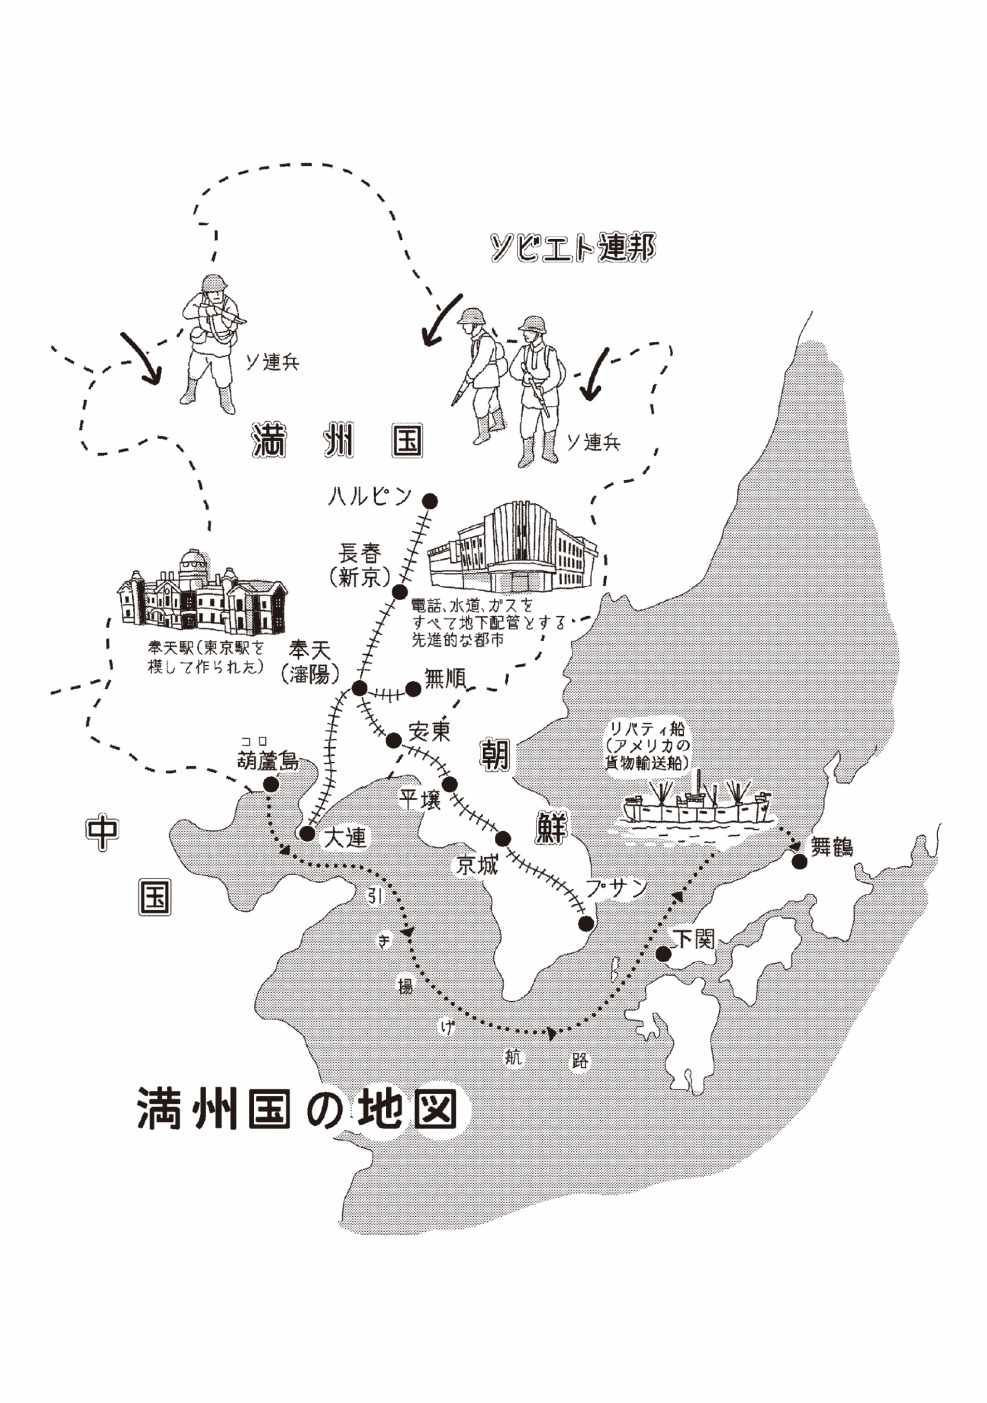 ソビエト連邦
ソ連兵
ソ連兵
満州国
ハルピン
長春
(新京)
電話、水道、ガスを
すべて地下配管とする
先進的な都市
奉天駅(東京駅を
模して作られた)
奉天
(瀋陽)
無順
安東
コロ
葫蘆島
朝鮮
リバティ船
(アメリカの
貨物輸送船)
平壌
大連
中国
京城
舞鶴
プサン
下関
引き揚げ航路
満州国の地図